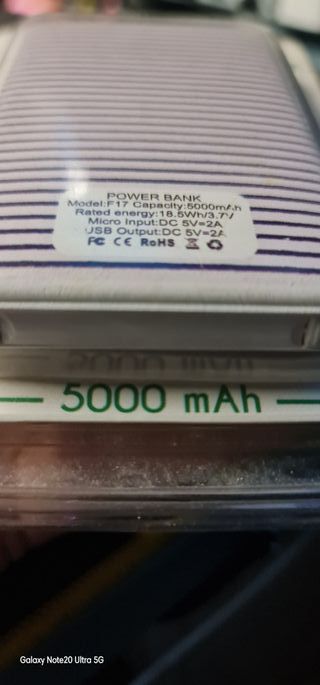 POWER BANK
Model:F17 Capacity:5000mAh
Rated energy:18.5Wh/3.7V
Micro Input:DC 5V=2A
USB Output:DC 5V=2A
FC CE RoHS
5000 mAh
Galaxy Note20 Ultra 5G